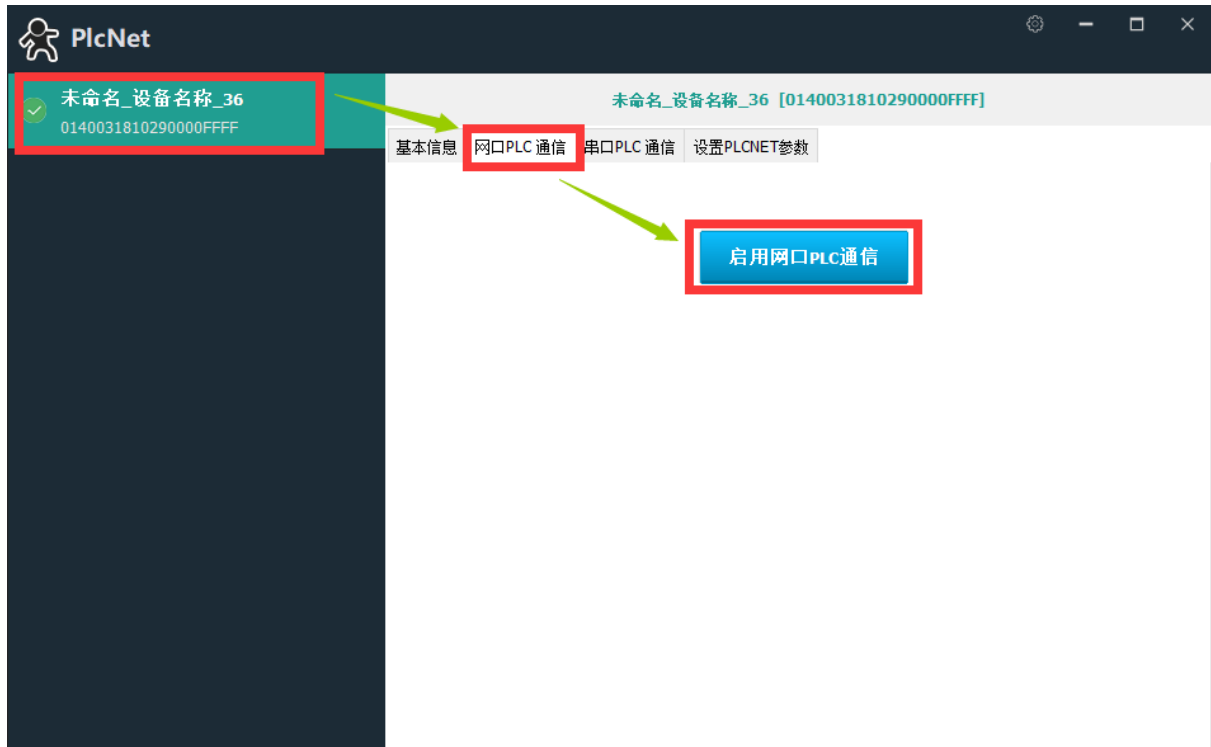 PlcNet
未命名_设备名称_36
0140031810290000FFFF
未命名_设备名称_36 [0140031810290000FFFF]
基本信息 网口PLC通信 串口PLC通信 设置PLCNET参数
启用网口PLC通信